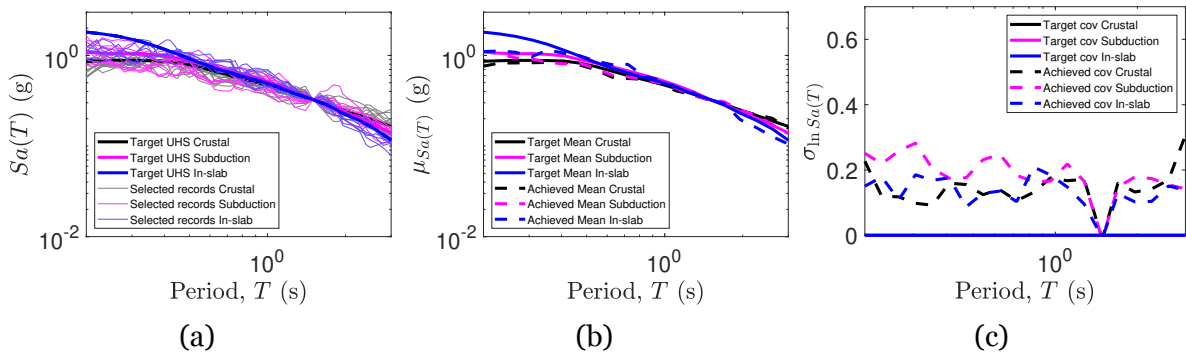 Sa(T) (g)
10^0
10^-2
Target UHS Crustal
Target UHS Subduction
Target UHS In-slab
Selected records Crustal
Selected records Subduction
Selected records In-slab
10^0
Period, T (s)
(a)
μ_Sa(T) (g)
10^0
10^-2
Target Mean Crustal
Target Mean Subduction
Target Mean In-slab
Achieved Mean Crustal
Achieved Mean Subduction
Achieved Mean In-slab
10^0
Period, T (s)
(b)
σ_ln Sa(T)
0.6
0.4
0.2
0
Target cov Crustal
Target cov Subduction
Target cov In-slab
Achieved cov Crustal
Achieved cov Subduction
Achieved cov In-slab
10^0
Period, T (s)
(c)